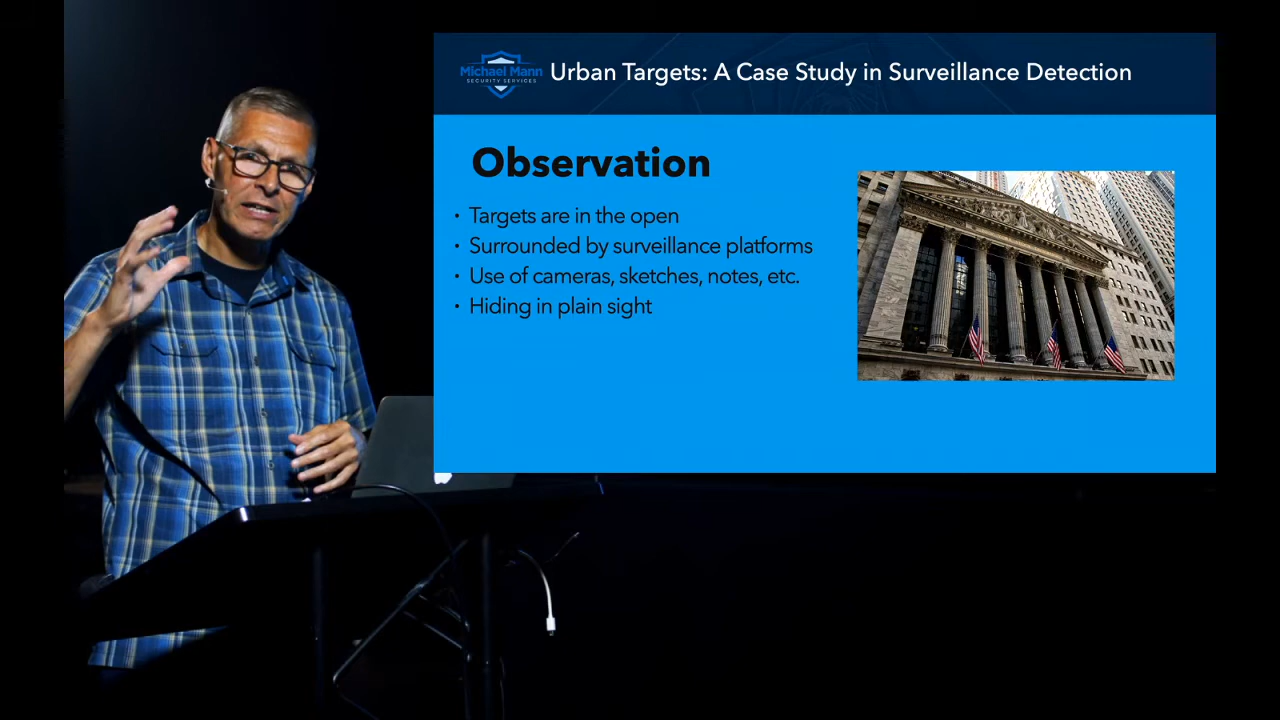 Michael Mann
SECURITY SERVICES
Urban Targets: A Case Study in Surveillance Detection
Observation
• Targets are in the open
• Surrounded by surveillance platforms
• Use of cameras, sketches, notes, etc.
• Hiding in plain sight